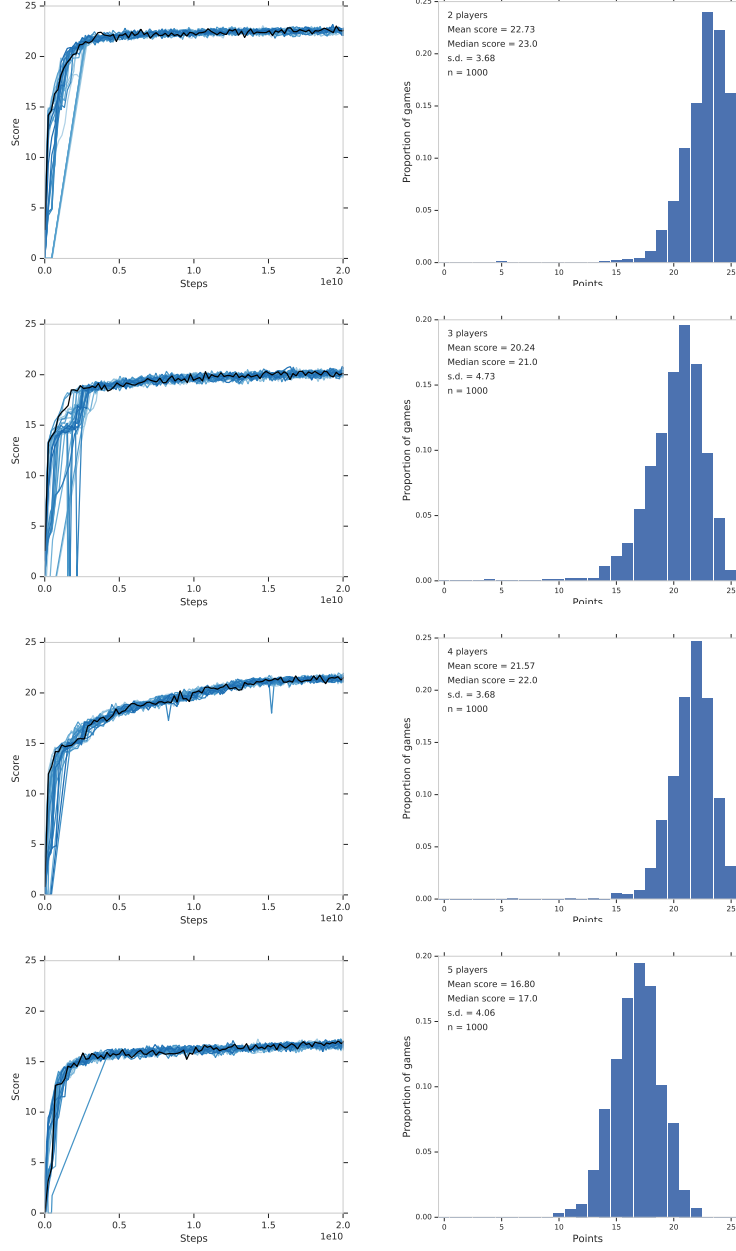 25
20
15
10
5
0
Score
0.0
0.5
1.0
1.5
2.0
1e10
Steps
2 players
Mean score = 22.73
Median score = 23.0
s.d. = 3.68
n = 1000
0.25
0.20
0.15
0.10
0.05
0.00
Proportion of games
0
5
10
15
20
25
Points
25
20
15
10
5
0
Score
0.0
0.5
1.0
1.5
2.0
1e10
Steps
3 players
Mean score = 20.24
Median score = 21.0
s.d. = 4.73
n = 1000
0.20
0.15
0.10
0.05
0.00
Proportion of games
0
5
10
15
20
25
Points
25
20
15
10
5
0
Score
0.0
0.5
1.0
1.5
2.0
1e10
Steps
4 players
Mean score = 21.57
Median score = 22.0
s.d. = 3.68
n = 1000
0.25
0.20
0.15
0.10
0.05
0.00
Proportion of games
0
5
10
15
20
25
Points
25
20
15
10
5
0
Score
0.0
0.5
1.0
1.5
2.0
1e10
Steps
5 players
Mean score = 16.80
Median score = 17.0
s.d. = 4.06
n = 1000
0.20
0.15
0.10
0.05
0.00
Proportion of games
0
5
10
15
20
25
Points